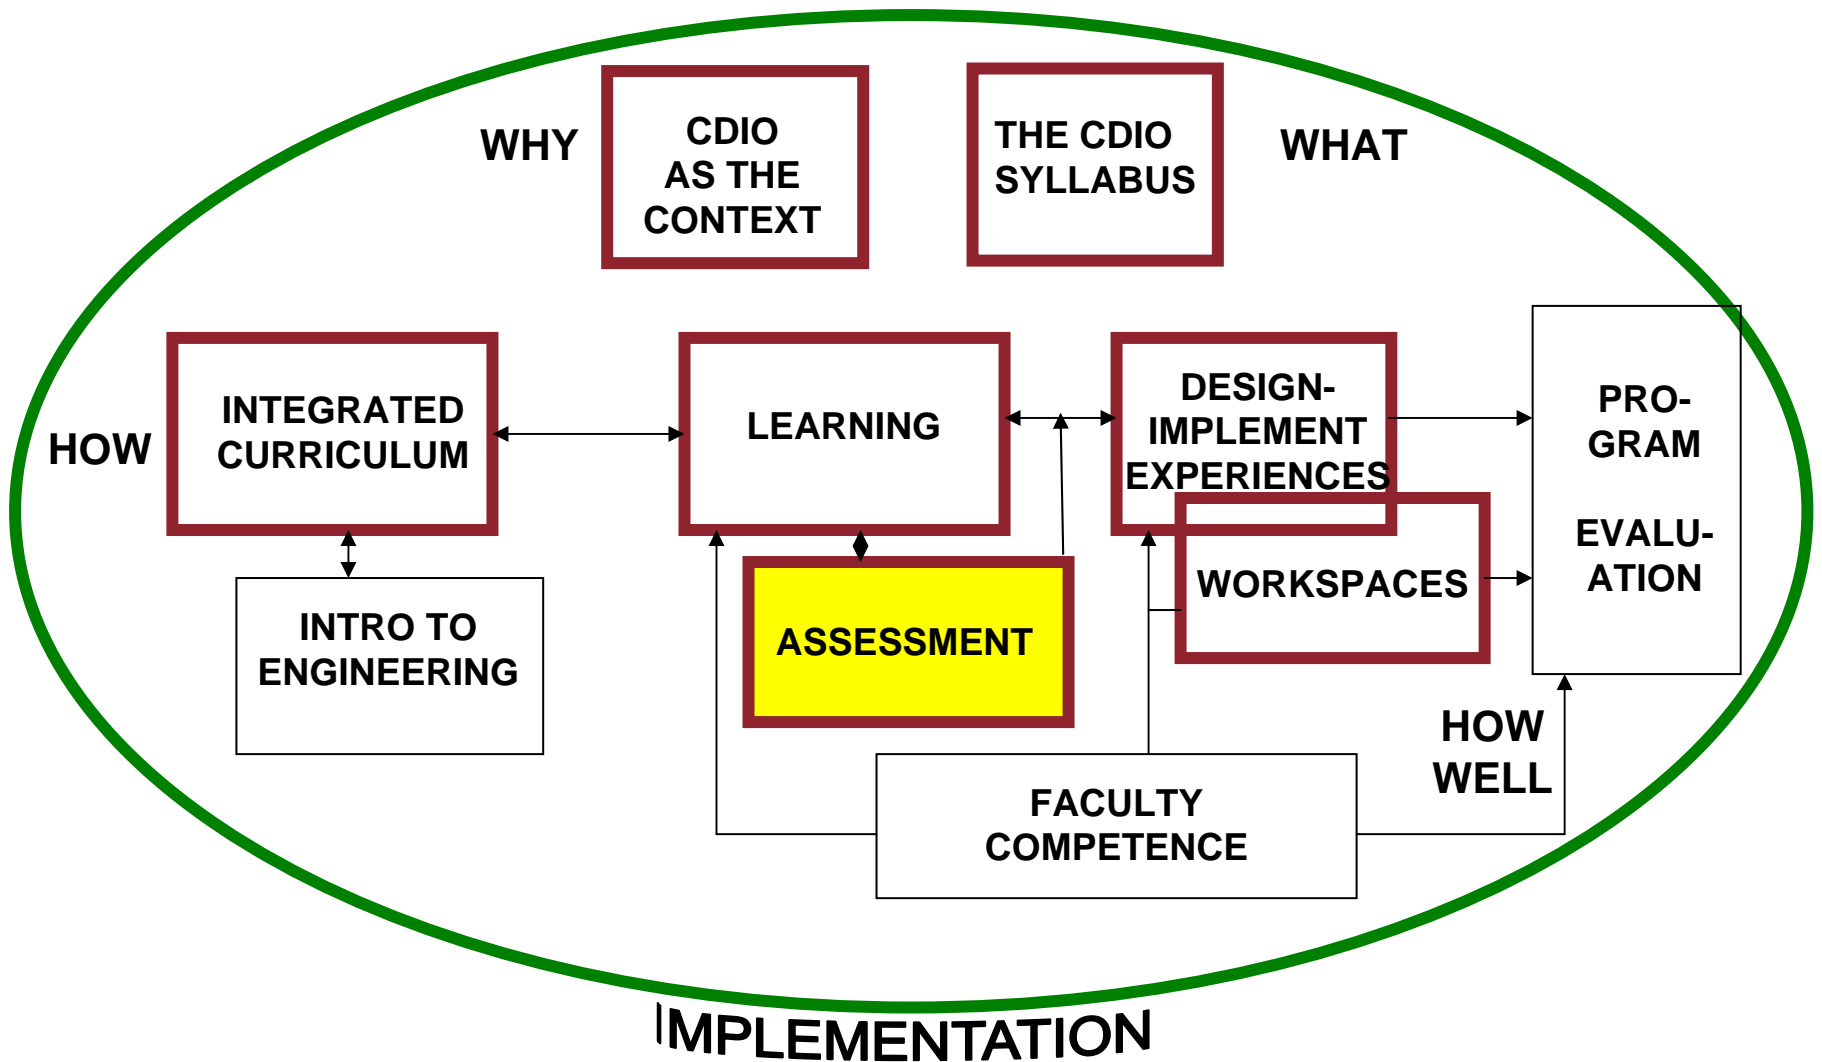 WHY
CDIO
AS THE
CONTEXT
THE CDIO
SYLLABUS
WHAT
HOW
INTEGRATED
CURRICULUM
LEARNING
DESIGN-
IMPLEMENT
EXPERIENCES
PRO-
GRAM
EVALU-
ATION
INTRO TO
ENGINEERING
ASSESSMENT
WORKSPACES
HOW
WELL
FACULTY
COMPETENCE
IMPLEMENTATION